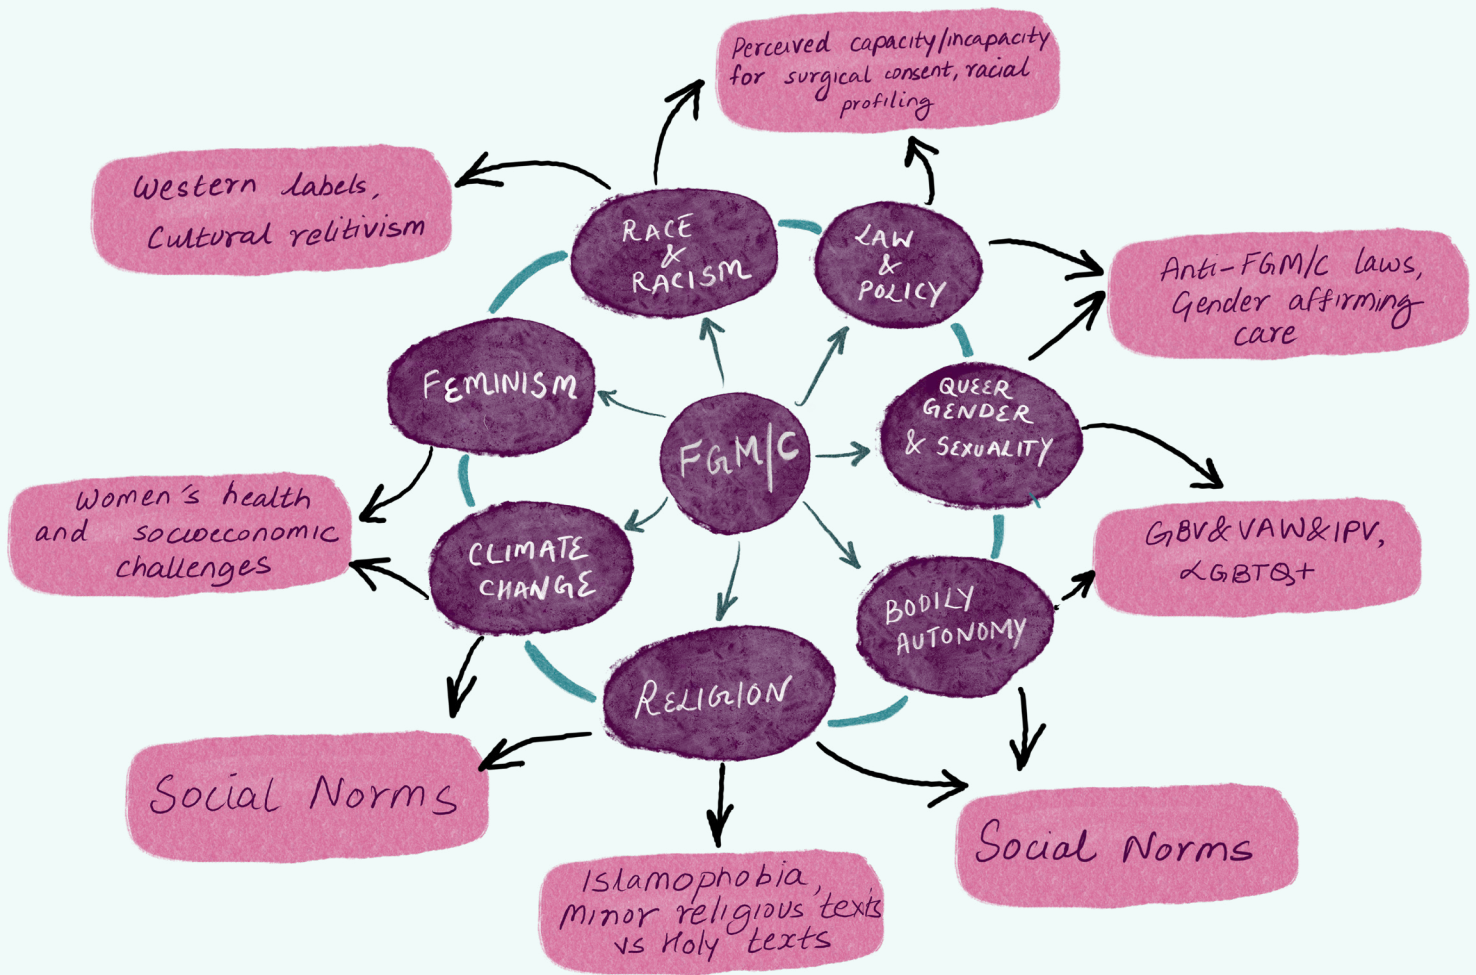 Perceived capacity/incapacity
for surgical consent, racial
profiling
Western labels,
Cultural relitivism
RACE
&
RACISM
LAW
&
POLICY
Anti-FGM/C laws,
Gender affirming
care
FEMINISM
QUEER
GENDER
& SEXUALITY
FGM/C
Women's health
and socioeconomic
challenges
CLIMATE
CHANGE
GBV&VAW&IPV,
LGBTQ+
BODILY
AUTONOMY
RELIGION
Social Norms
Social Norms
Islamophobia,
Minor religious texts
vs Holy texts